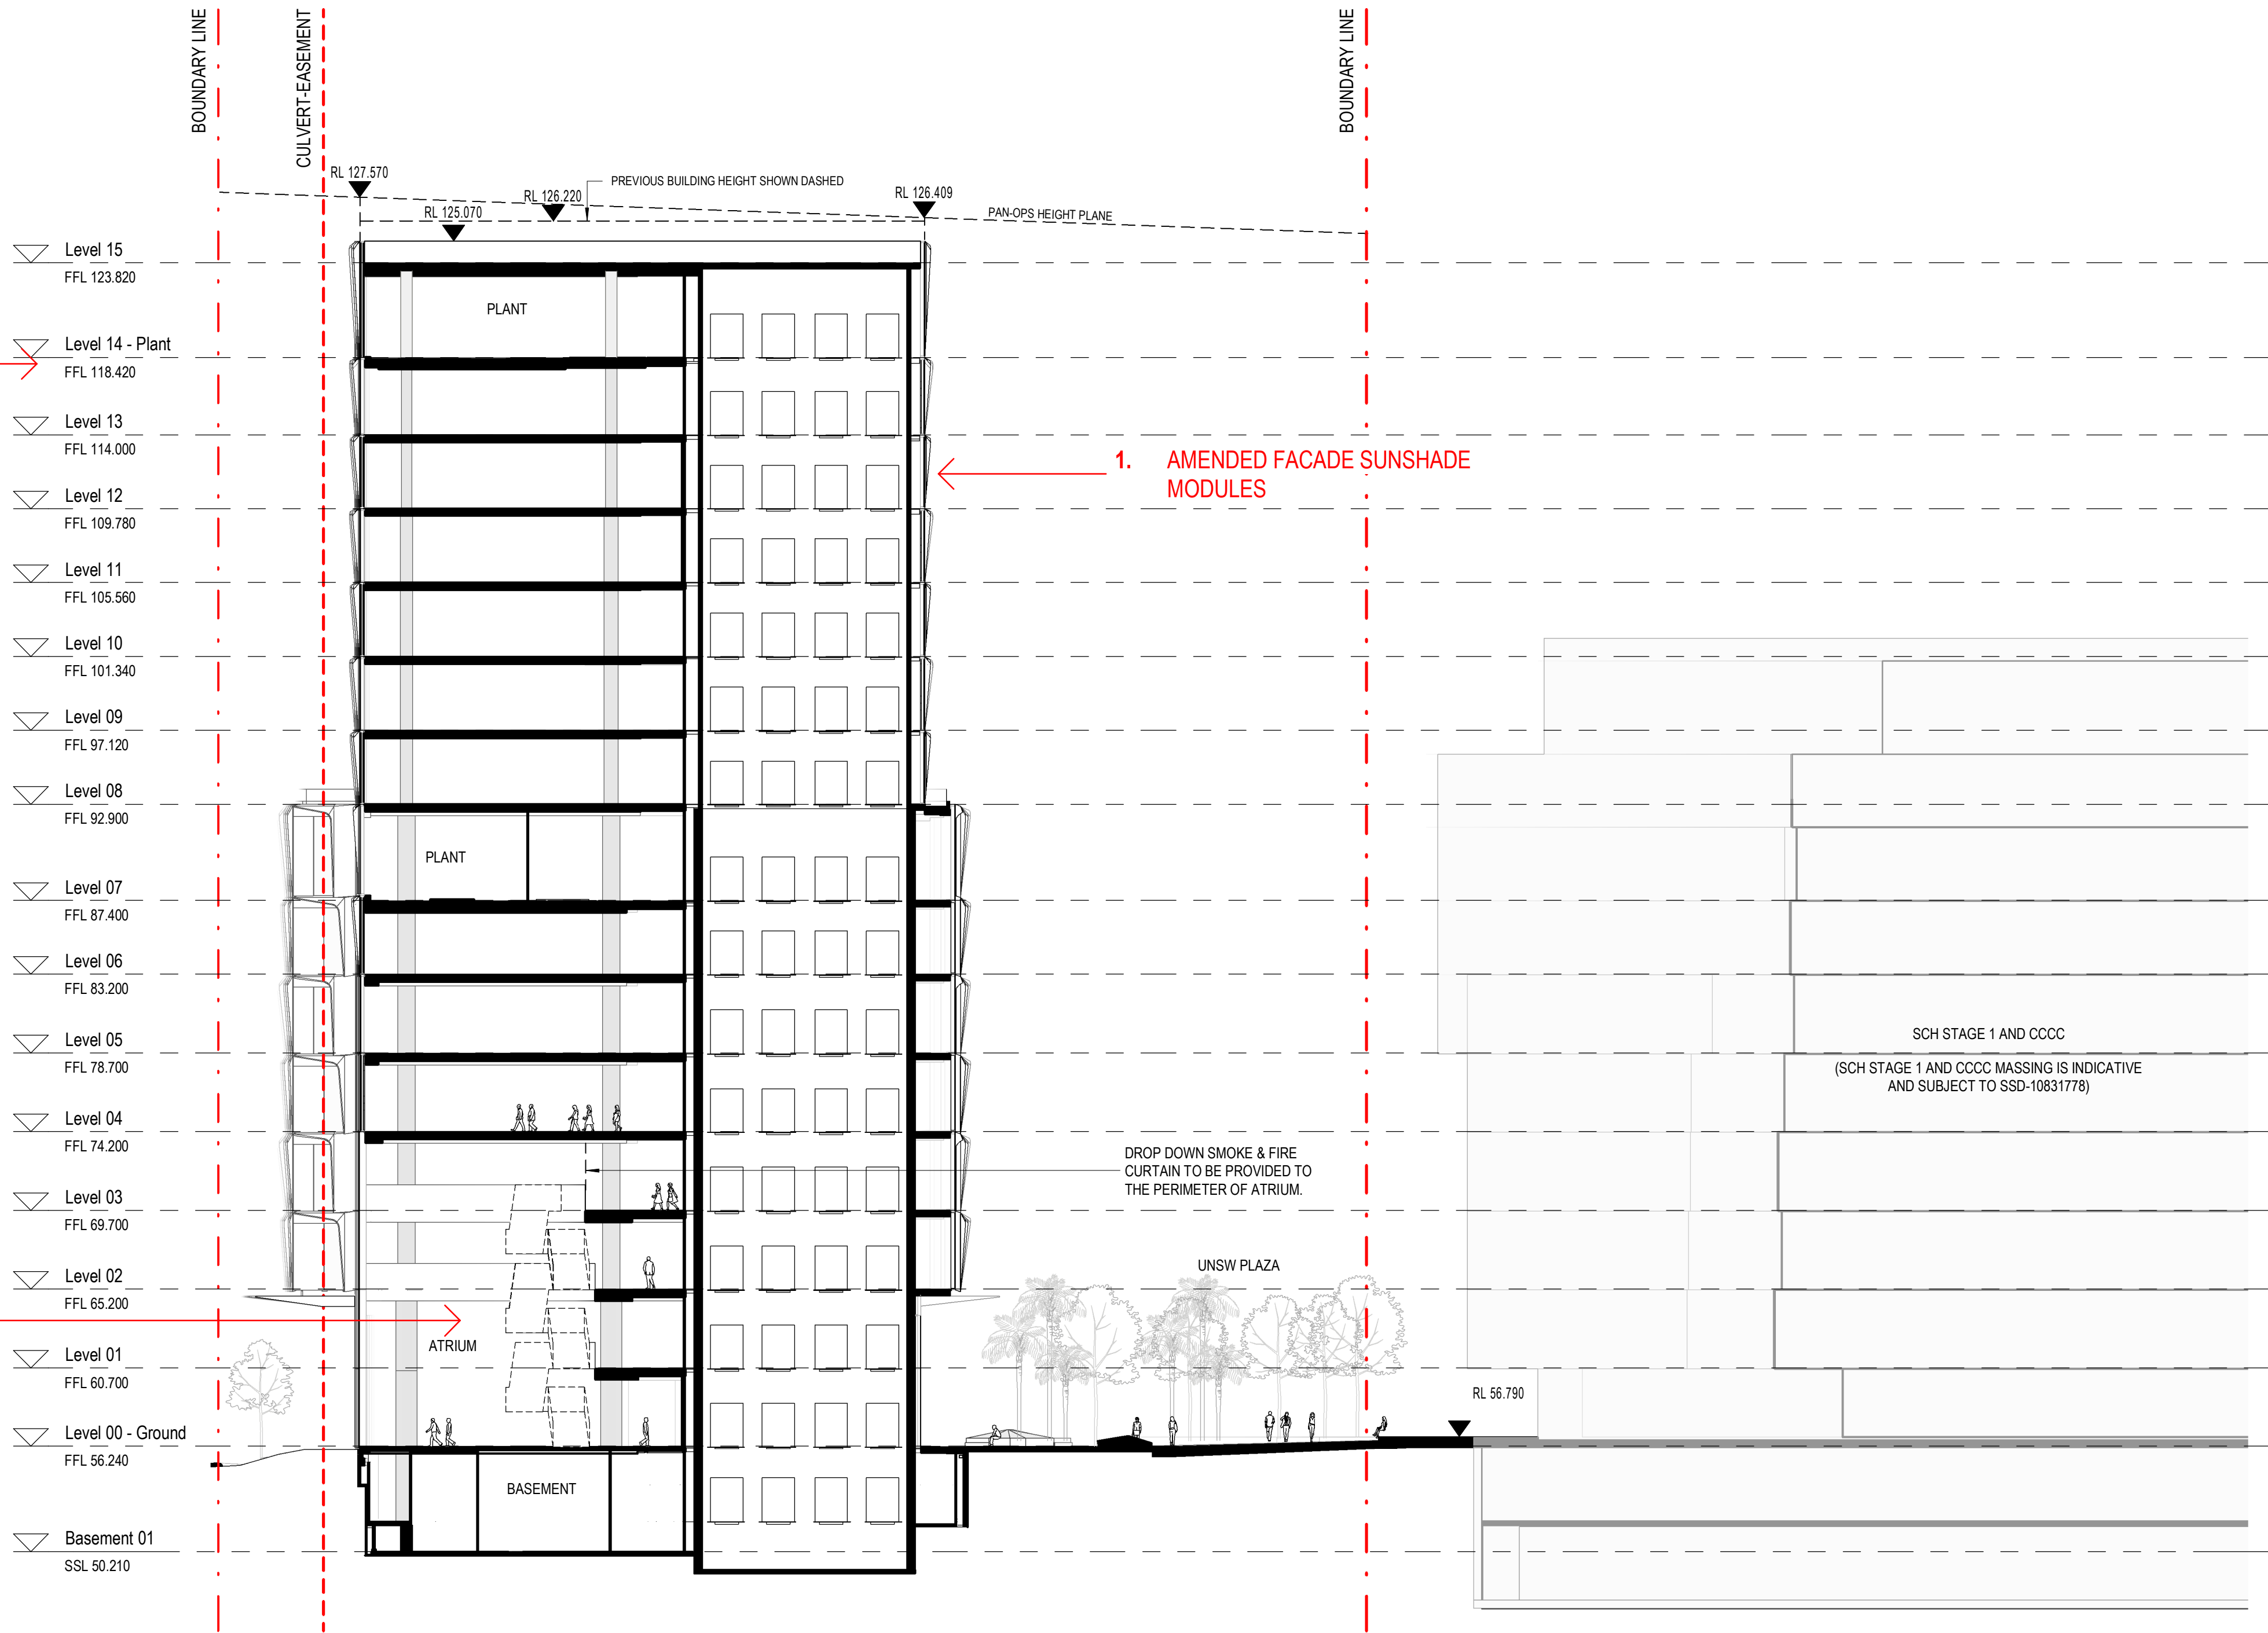 BOUNDARY LINE
CULVERT-EASEMENT
BOUNDARY LINE
RL 127.570
RL 126.220
PREVIOUS BUILDING HEIGHT SHOWN DASHED
RL 126.409
RL 125.070
PAN-OPS HEIGHT PLANE
Level 15
FFL 123.820
PLANT
Level 14 - Plant
FFL 118.420
Level 13
FFL 114.000
1. AMENDED FACADE SUNSHADE
MODULES
Level 12
FFL 109.780
Level 11
FFL 105.560
Level 10
FFL 101.340
Level 09
FFL 97.120
Level 08
FFL 92.900
PLANT
Level 07
FFL 87.400
Level 06
FFL 83.200
Level 05
FFL 78.700
SCH STAGE 1 AND CCCC
(SCH STAGE 1 AND CCCC MASSING IS INDICATIVE
AND SUBJECT TO SSD-10831778)
Level 04
FFL 74.200
DROP DOWN SMOKE & FIRE
CURTAIN TO BE PROVIDED TO
THE PERIMETER OF ATRIUM.
Level 03
FFL 69.700
UNSW PLAZA
Level 02
FFL 65.200
ATRIUM
Level 01
FFL 60.700
RL 56.790
Level 00 - Ground
FFL 56.240
BASEMENT
Basement 01
SSL 50.210